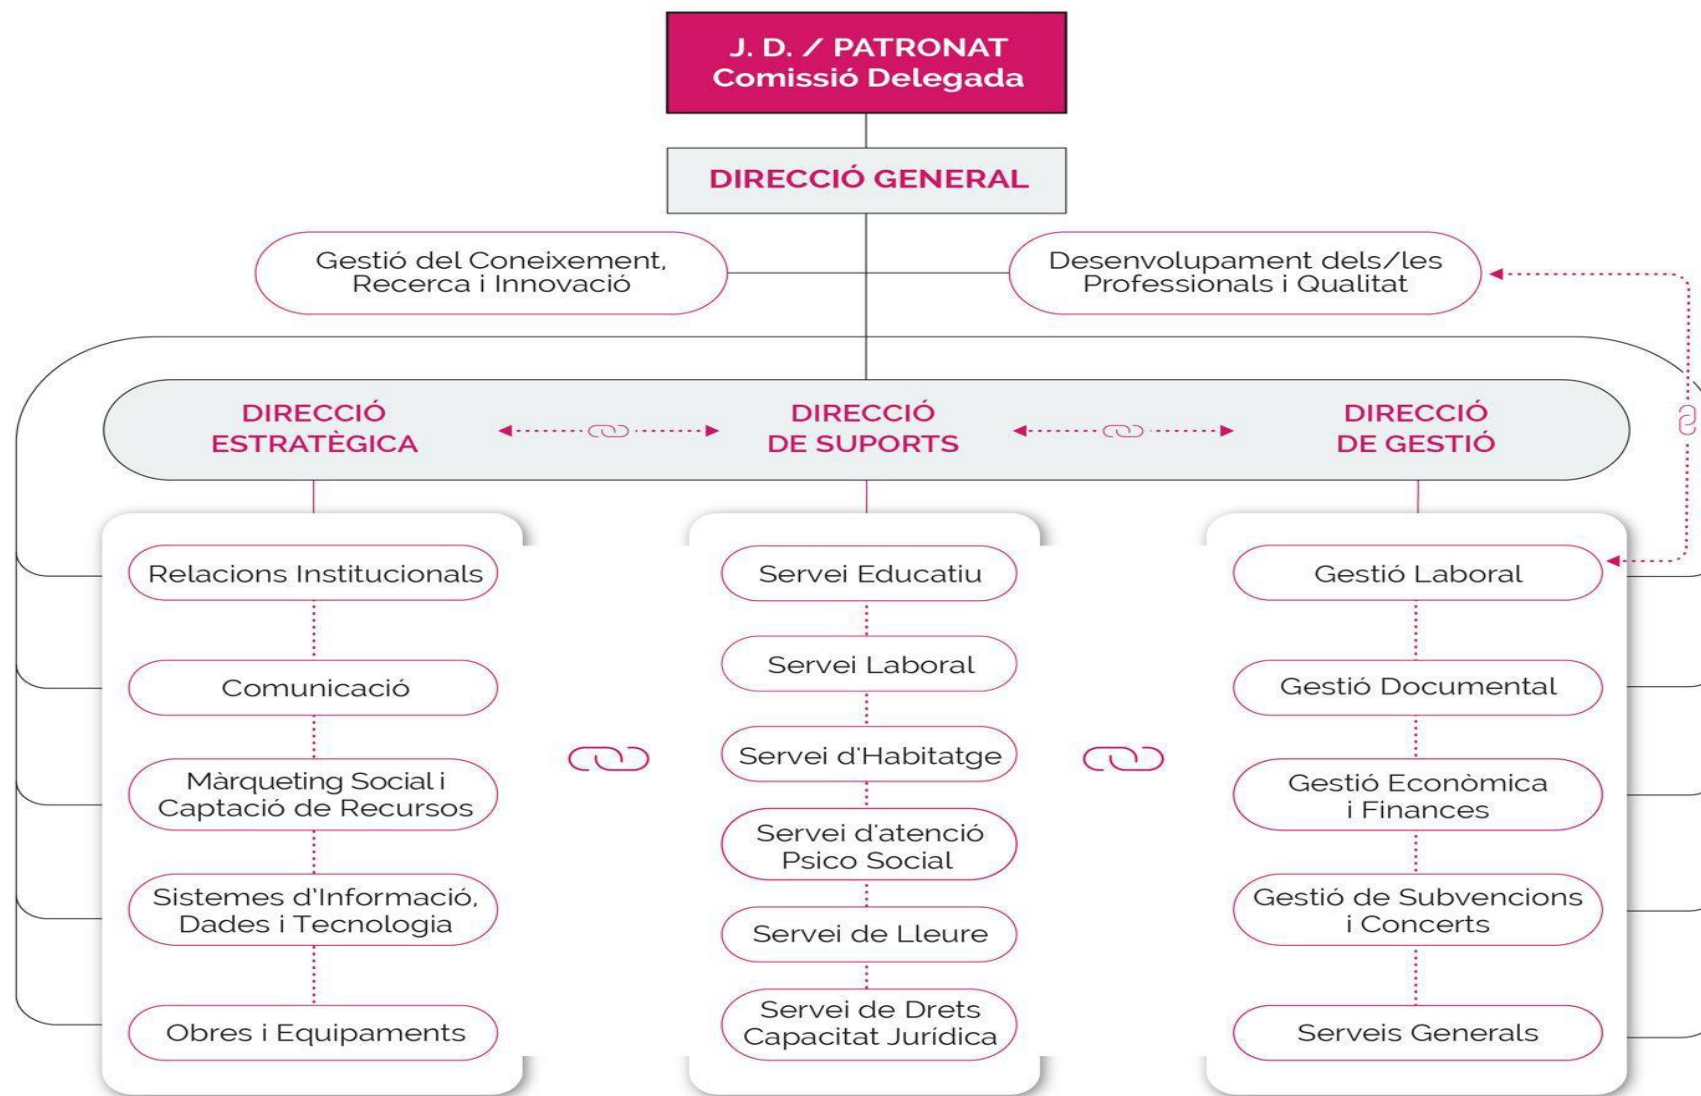 J. D. / PATRONAT
Comissió Delegada
DIRECCIÓ GENERAL
Gestió del Coneixement,
Recerca i Innovació
Desenvolupament dels/les
Professionals i Qualitat
DIRECCIÓ
ESTRATÈGICA
DIRECCIÓ
DE SUPORTS
DIRECCIÓ
DE GESTIÓ
Relacions Institucionals
Comunicació
Màrqueting Social i
Captació de Recursos
Sistemes d'Informació,
Dades i Tecnologia
Obres i Equipaments
Servei Educatiu
Servei Laboral
Servei d'Habitatge
Servei d'atenció
Psico Social
Servei de Lleure
Servei de Drets
Capacitat Jurídica
Gestió Laboral
Gestió Documental
Gestió Econòmica
i Finances
Gestió de Subvencions
i Concerts
Serveis Generals